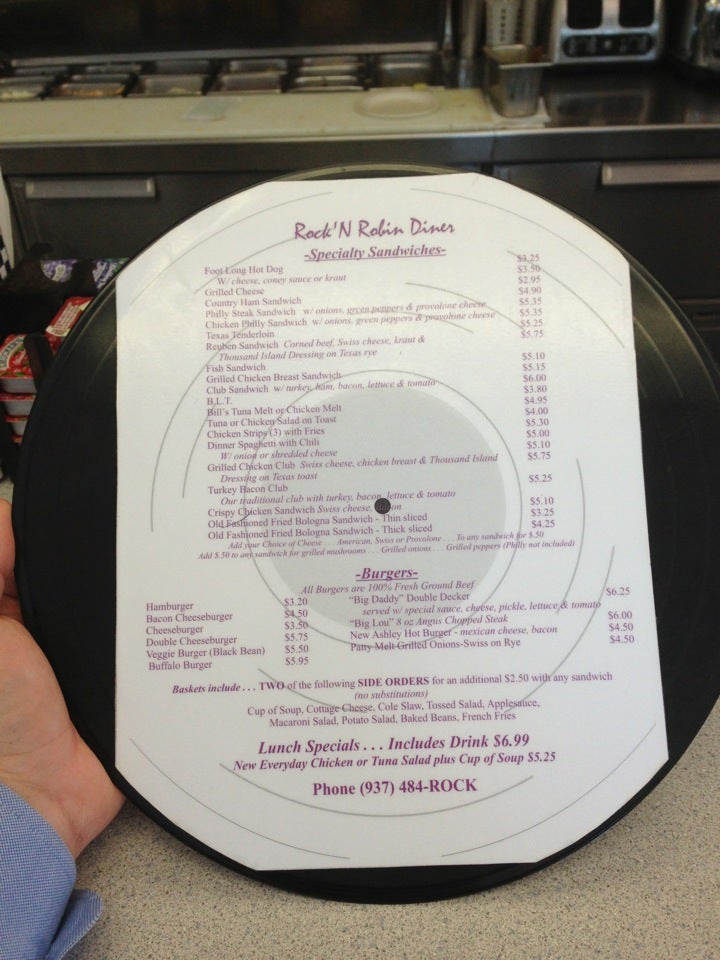 Rock'N Robin Diner
-Specialty Sandwiches-
Foot Long Hot Dog $3.25
W/ cheese, coney sauce or kraut $3.50
Grilled Cheese $2.95
Country Ham Sandwich $4.90
Philly Steak Sandwich w/ onions, green peppers & provolone cheese $5.35
Chicken Philly Sandwich w/ onions, green peppers & provolone cheese $5.35
Texas Tenderloin $5.25
Reuben Sandwich Corned beef, Swiss cheese, kraut & $5.75
Thousand Island Dressing on Texas rye
Fish Sandwich $5.10
Grilled Chicken Breast Sandwich $5.15
Club Sandwich w/ turkey, ham, bacon, lettuce & tomato $6.00
B.L.T. $3.80
Bill's Tuna Melt or Chicken Melt $4.95
Tuna or Chicken Salad on Toast $4.00
Chicken Strips (3) with Fries $5.30
Dinner Spaghetti with Chili $5.00
W/ onion or shredded cheese $5.10
Grilled Chicken Club Swiss cheese, chicken breast & Thousand Island $5.75
Dressing on Texas toast
Turkey Bacon Club $5.25
Our traditional club with turkey, bacon, lettuce & tomato
Crispy Chicken Sandwich Swiss cheese, bacon $5.10
Old Fashioned Fried Bologna Sandwich - Thin sliced $3.25
Old Fashioned Fried Bologna Sandwich - Thick sliced $4.25
Add your Choice of Cheese . . . American, Swiss or Provolone . . . To any sandwich for $.50
Add $.50 to any sandwich for grilled mushrooms . . . Grilled onions . . . Grilled peppers (Philly not included)
-Burgers-
All Burgers are 100% Fresh Ground Beef
Hamburger $3.20
Bacon Cheeseburger $4.50
Cheeseburger $3.50
Double Cheeseburger $5.75
Veggie Burger (Black Bean) $5.50
Buffalo Burger $5.95
"Big Daddy" Double Decker $6.25
served w/ special sauce, cheese, pickle, lettuce & tomato
"Big Lou" 8 oz Angus Chopped Steak $6.00
New Ashley Hot Burger - mexican cheese, bacon $4.50
Patty Melt Grilled Onions-Swiss on Rye $4.50
Baskets include . . . TWO of the following SIDE ORDERS for an additional $2.50 with any sandwich
(no substitutions)
Cup of Soup, Cottage Cheese, Cole Slaw, Tossed Salad, Applesauce,
Macaroni Salad, Potato Salad, Baked Beans, French Fries
Lunch Specials . . . Includes Drink $6.99
New Everyday Chicken or Tuna Salad plus Cup of Soup $5.25
Phone (937) 484-ROCK